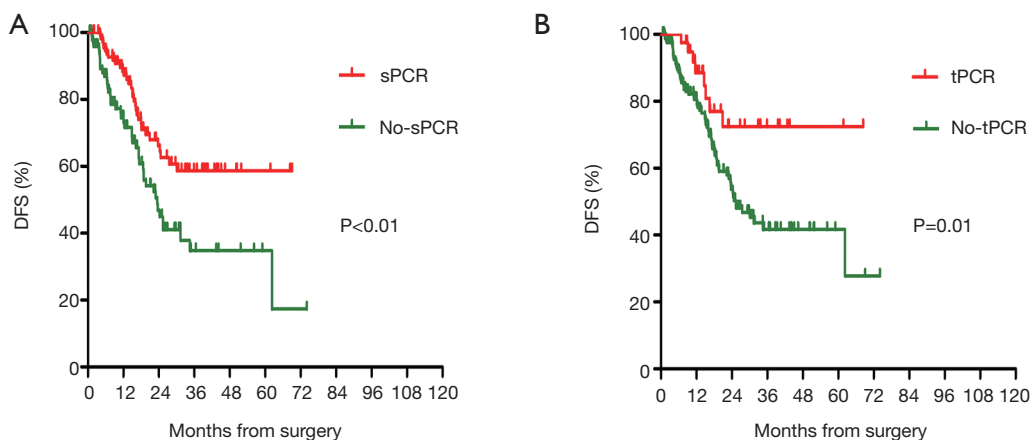 A
100
80
60
40
20
0
DFS (%)
sPCR
No-sPCR
P<0.01
0 12 24 36 48 60 72 84 96 108 120
Months from surgery
B
100
80
60
40
20
0
DFS (%)
tPCR
No-tPCR
P=0.01
0 12 24 36 48 60 72 84 96 108 120
Months from surgery